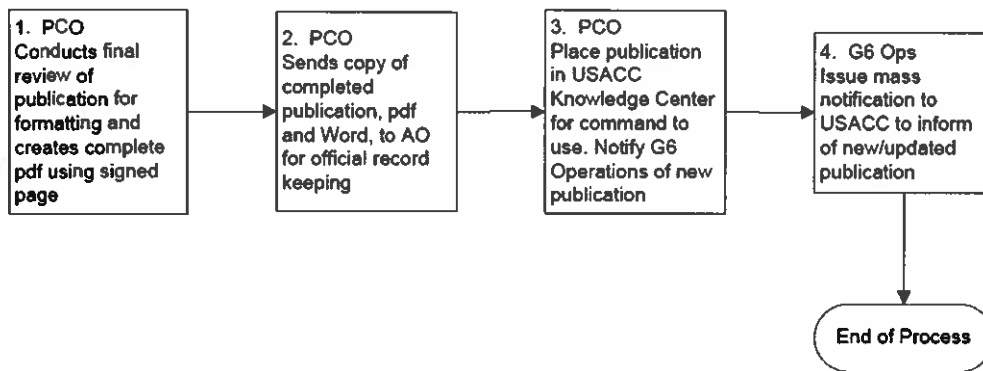 1. PCO
Conducts final
review of
publication for
formatting and
creates complete
pdf using signed
page
2. PCO
Sends copy of
completed
publication, pdf
and Word, to AO
for official record
keeping
3. PCO
Place publication
in USACC
Knowledge Center
for command to
use. Notify G6
Operations of new
publication
4. G6 Ops
Issue mass
notification to
USACC to inform
of new/updated
publication
End of Process